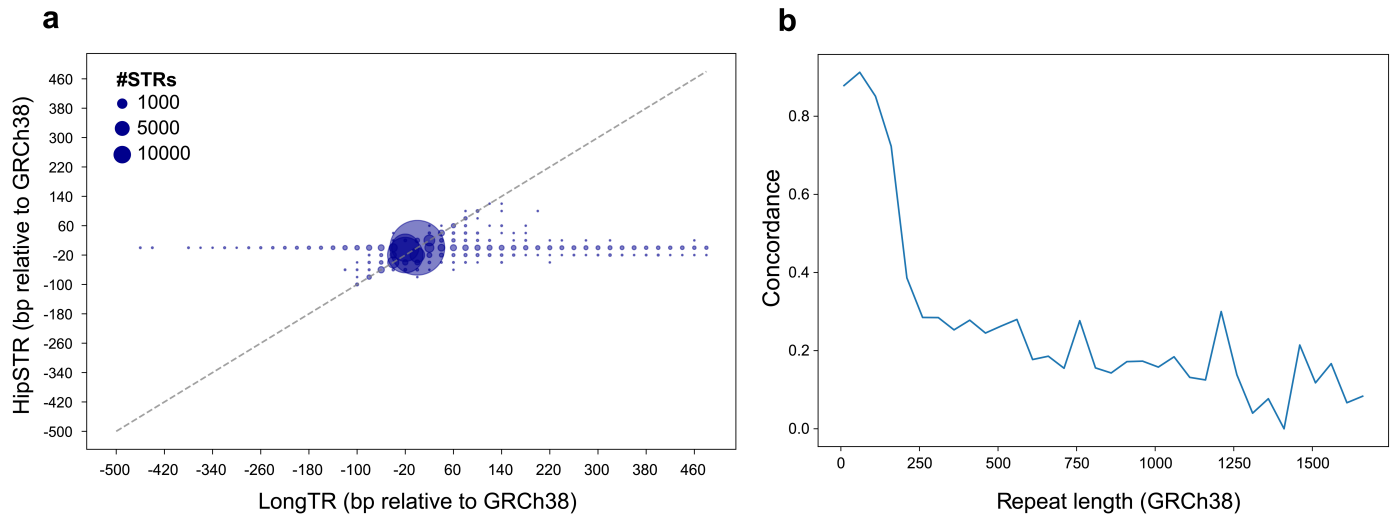 a
#STRs
1000
5000
10000
460
380
300
220
140
60
-20
-100
-180
-260
-340
-420
-500
HipSTR (bp relative to GRCh38)
-500 -420 -340 -260 -180 -100 -20 60 140 220 300 380 460
LongTR (bp relative to GRCh38)
b
0.8
0.6
0.4
0.2
0.0
Concordance
0 250 500 750 1000 1250 1500
Repeat length (GRCh38)